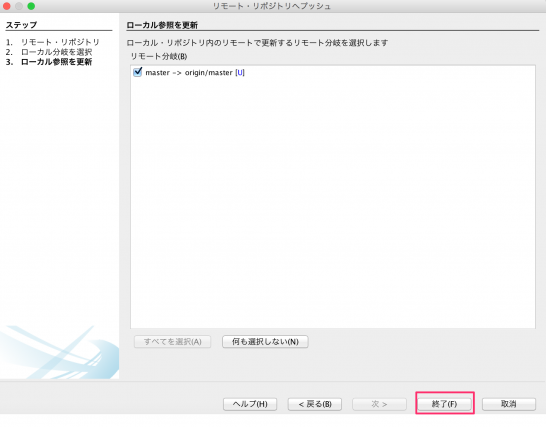 リモート・リポジトリへプッシュ
ステップ
1. リモート・リポジトリ
2. ローカル分岐を選択
3. ローカル参照を更新
ローカル参照を更新
ローカル・リポジトリ内のリモートで更新するリモート分岐を選択します
リモート分岐(B)
master -> origin/master [U]
すべてを選択(A)
何も選択しない(N)
ヘルプ(H)
< 戻る(B)
次 >
終了(F)
取消